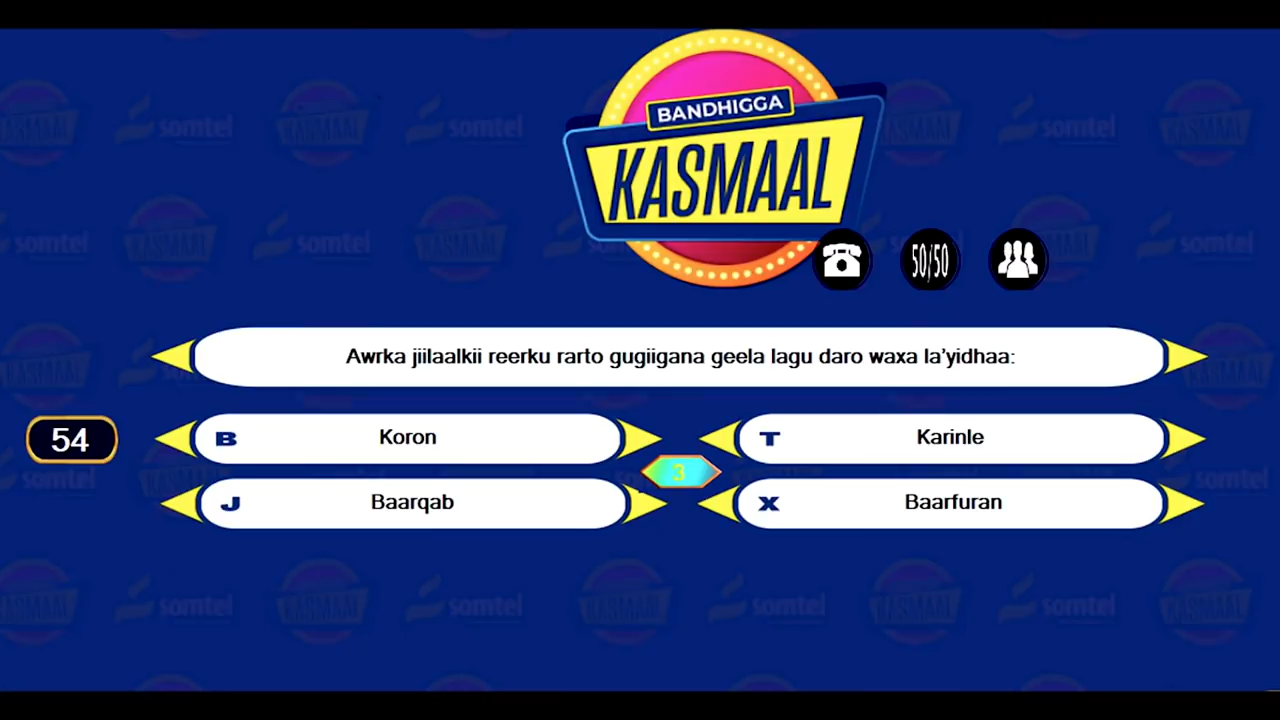 BANDHIGGA
KASMAAL
50/50
Awrka jiilaalkii reerku rarto gugiigana geela lagu daro waxa la’yidhaa:
54
B Koron
T Karinle
3
J Baarqab
X Baarfuran
somtel